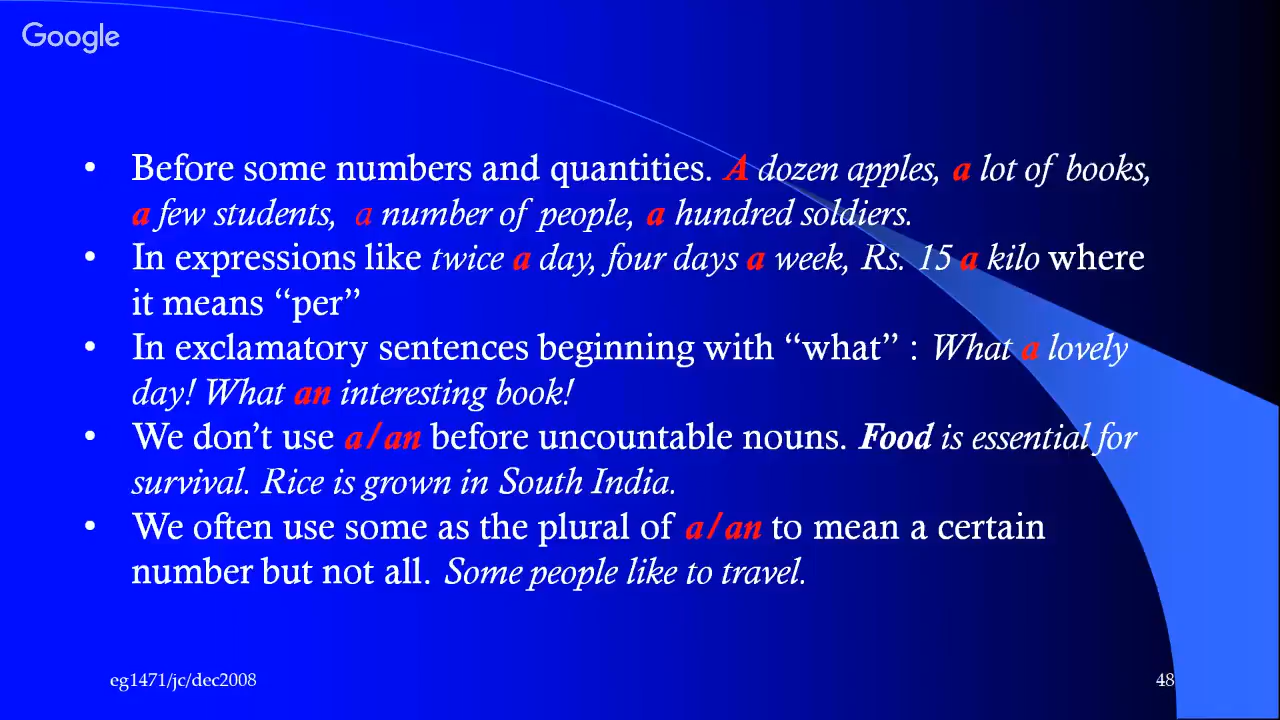 Google
• Before some numbers and quantities. A dozen apples, a lot of books,
a few students, a number of people, a hundred soldiers.
• In expressions like twice a day, four days a week, Rs. 15 a kilo where
it means “per”
• In exclamatory sentences beginning with “what” : What a lovely
day! What an interesting book!
• We don’t use a/an before uncountable nouns. Food is essential for
survival. Rice is grown in South India.
• We often use some as the plural of a/an to mean a certain
number but not all. Some people like to travel.
eg1471/jc/dec2008 48